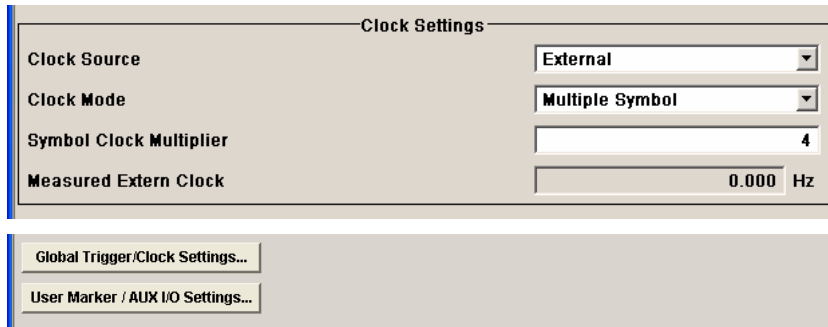 Clock Settings
Clock Source External
Clock Mode Multiple Symbol
Symbol Clock Multiplier 4
Measured Extern Clock 0.000 Hz
Global Trigger/Clock Settings...
User Marker / AUX I/O Settings...